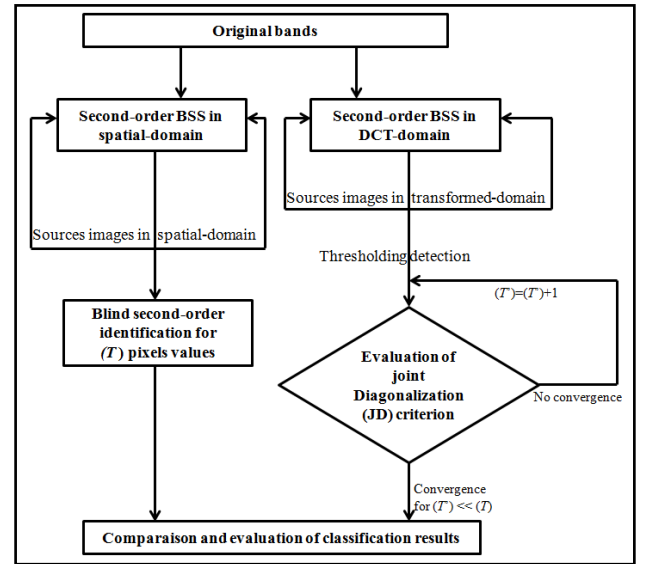 Original bands
Second-order BSS in
spatial-domain
Second-order BSS in
DCT-domain
Sources images in spatial-domain
Sources images in transformed-domain
Thresholding detection
(T')=(T')+1
Blind second-order
identification for
(T) pixels values
Evaluation of
joint
Diagonalization
(JD) criterion
No convergence
Convergence
for (T') << (T)
Comparaison and evaluation of classification results